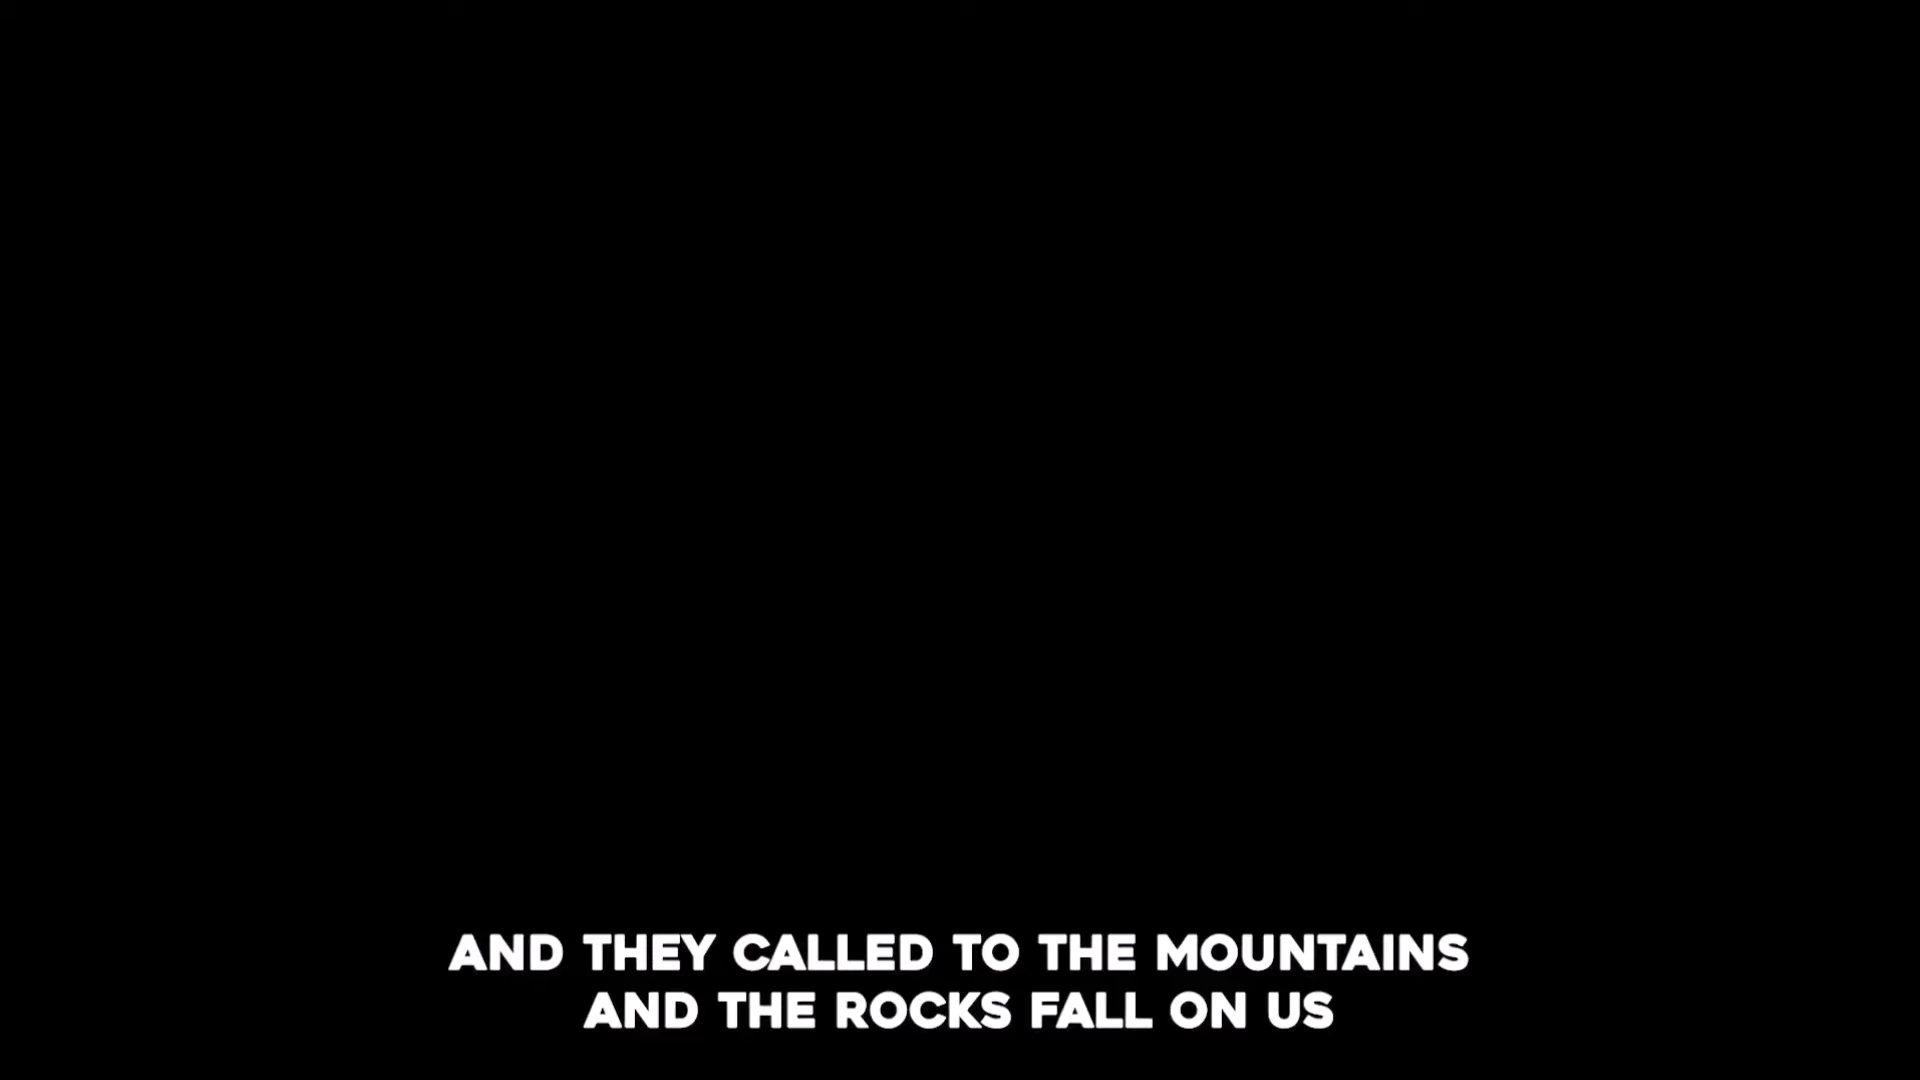 AND THEY CALLED TO THE MOUNTAINS
AND THE ROCKS FALL ON US